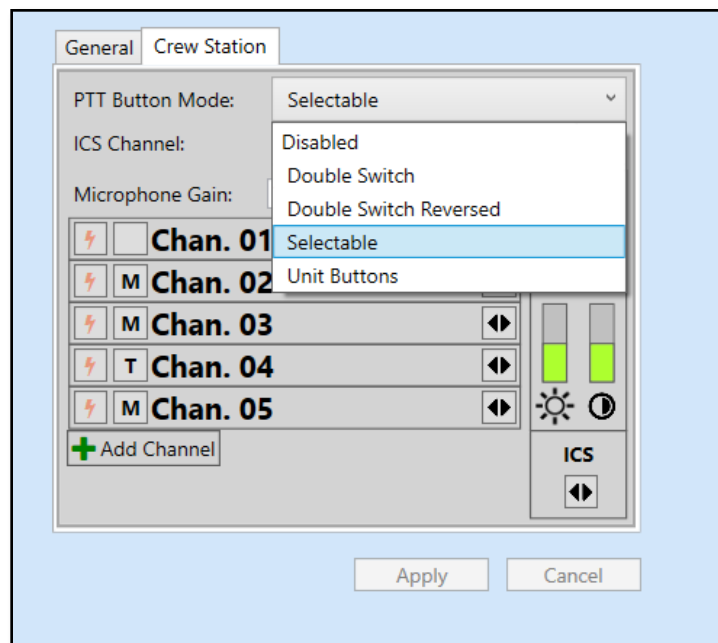 General Crew Station
PTT Button Mode: Selectable
ICS Channel:
Disabled
Double Switch
Microphone Gain:
Double Switch Reversed
Selectable
Unit Buttons
Chan. 01
M Chan. 02
M Chan. 03
T Chan. 04
M Chan. 05
Add Channel
ICS
Apply Cancel